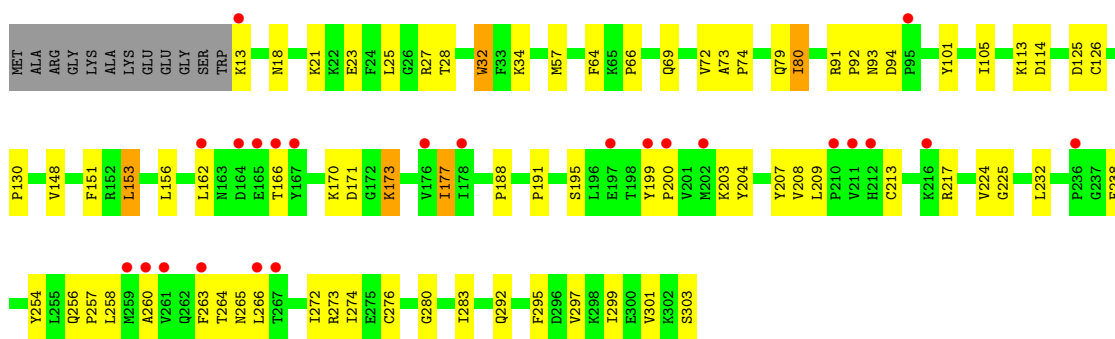 MET ALA ARG GLY LYS ALA LYS GLU GLU GLY SER TRP K13 N18 K21 K22 E23 F24 L25 G26 R27 T28 W32 F33 K34 M57 F64 K65 P66 Q69 V72 A73 P74 Q79 I80 R91 P92 N93 D94 P95 Y101 I105 K113 D114 D125 C126
P130 V148 F151 R152 L153 L156 L162 N163 D164 E165 T166 Y167 K170 D171 G172 K173 V176 I177 I178 P188 P191 S195 L196 E197 T198 Y199 P200 V201 M202 K203 Y204 Y207 V208 L209 P210 V211 H212 C213 K216 R217 V224 G225 L232 P236 G237 E238
Y254 L255 Q256 P257 L258 M259 A260 V261 Q262 F263 T264 N265 L266 T267 I272 R273 I274 E275 C276 G280 I283 Q292 F295 D296 V297 K298 I299 E300 V301 K302 S303